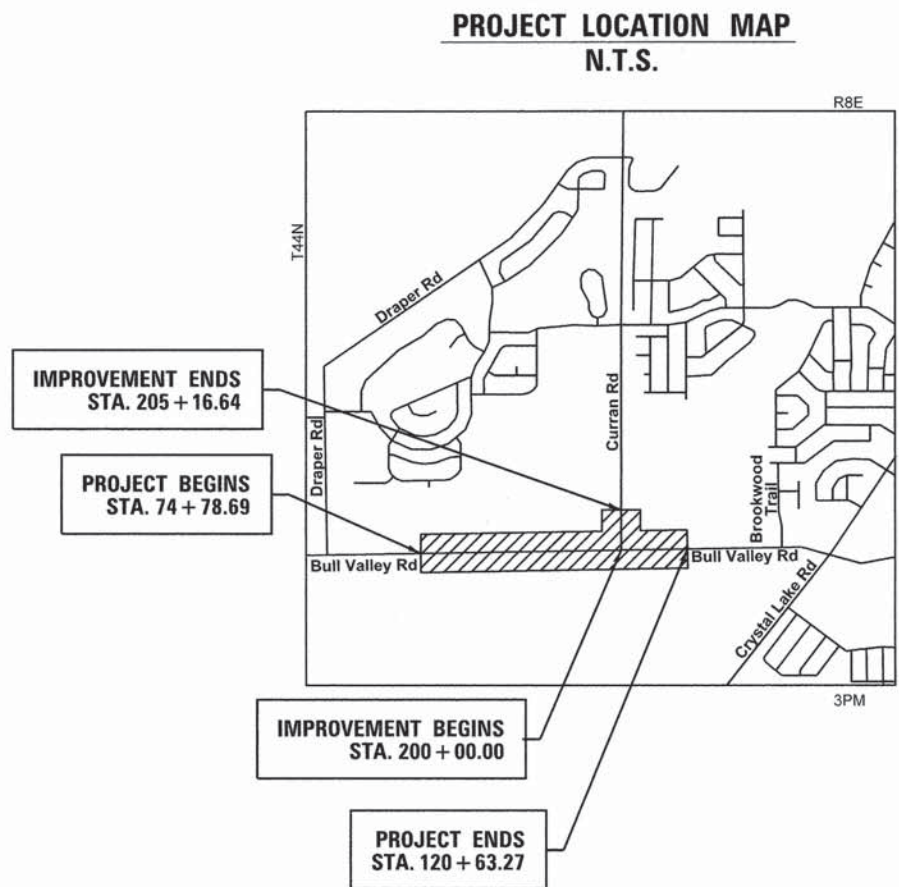 PROJECT LOCATION MAP
N.T.S.
R8E
T44N
Draper Rd
IMPROVEMENT ENDS
STA. 205+16.64
Curran Rd
Draper Rd
PROJECT BEGINS
STA. 74+78.69
Brookwood
Trail
Bull Valley Rd
Bull Valley Rd
Crystal Lake Rd
3PM
IMPROVEMENT BEGINS
STA. 200+00.00
PROJECT ENDS
STA. 120+63.27